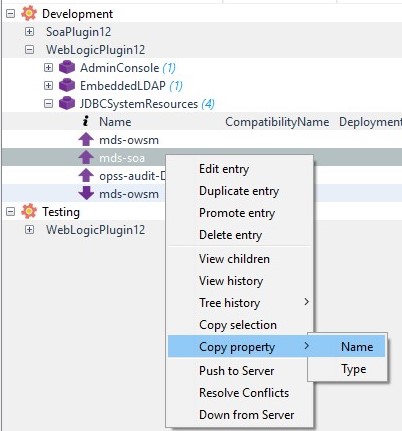 Development
SoaPlugin12
WebLogicPlugin12
AdminConsole (1)
EmbeddedLDAP (1)
JDBCSystemResources (4)
i Name CompatibilityName Deployment
mds-owsm
mds-soa
opss-audit-D
mds-owsm
Testing
WebLogicPlugin12
Edit entry
Duplicate entry
Promote entry
Delete entry
View children
View history
Tree history
Copy selection
Copy property
Name
Type
Push to Server
Resolve Conflicts
Down from Server